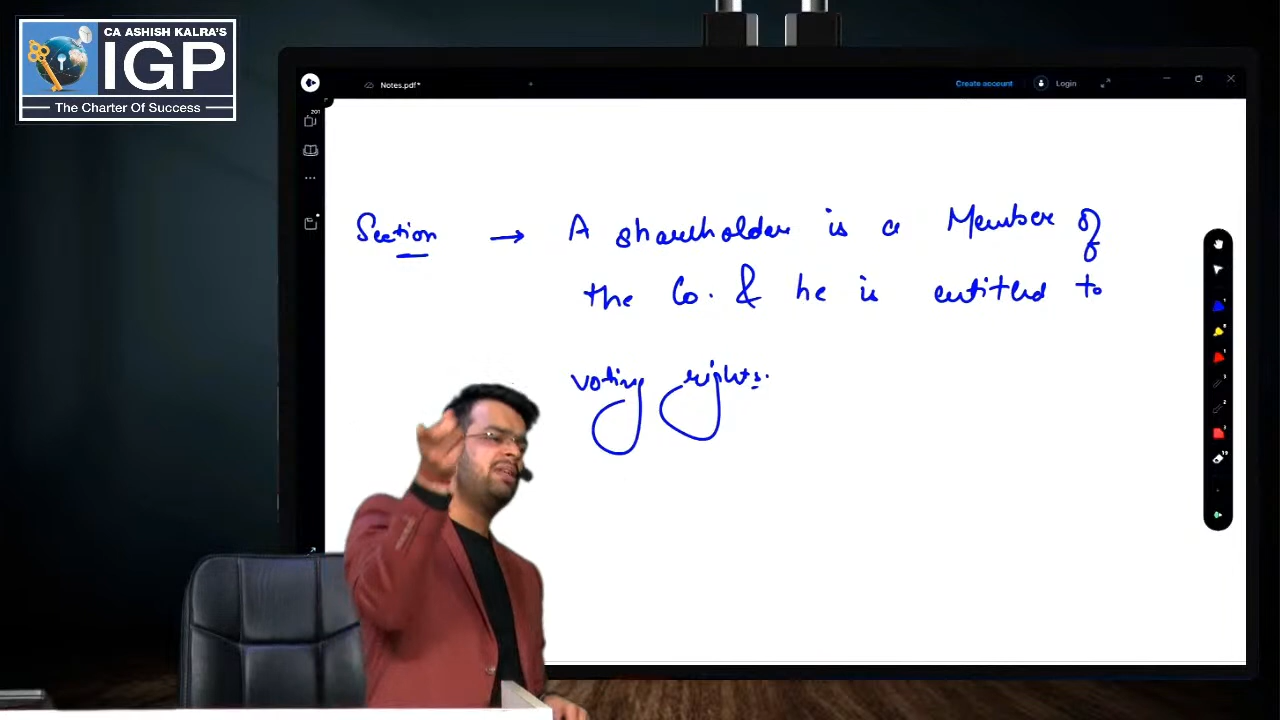 CA ASHISH KALRA'S
IGP
The Charter Of Success
Notes.pdf*
Create account
Login
201
Section → A shareholder is a Member of
the Co. & he is entitled to
voting rights.